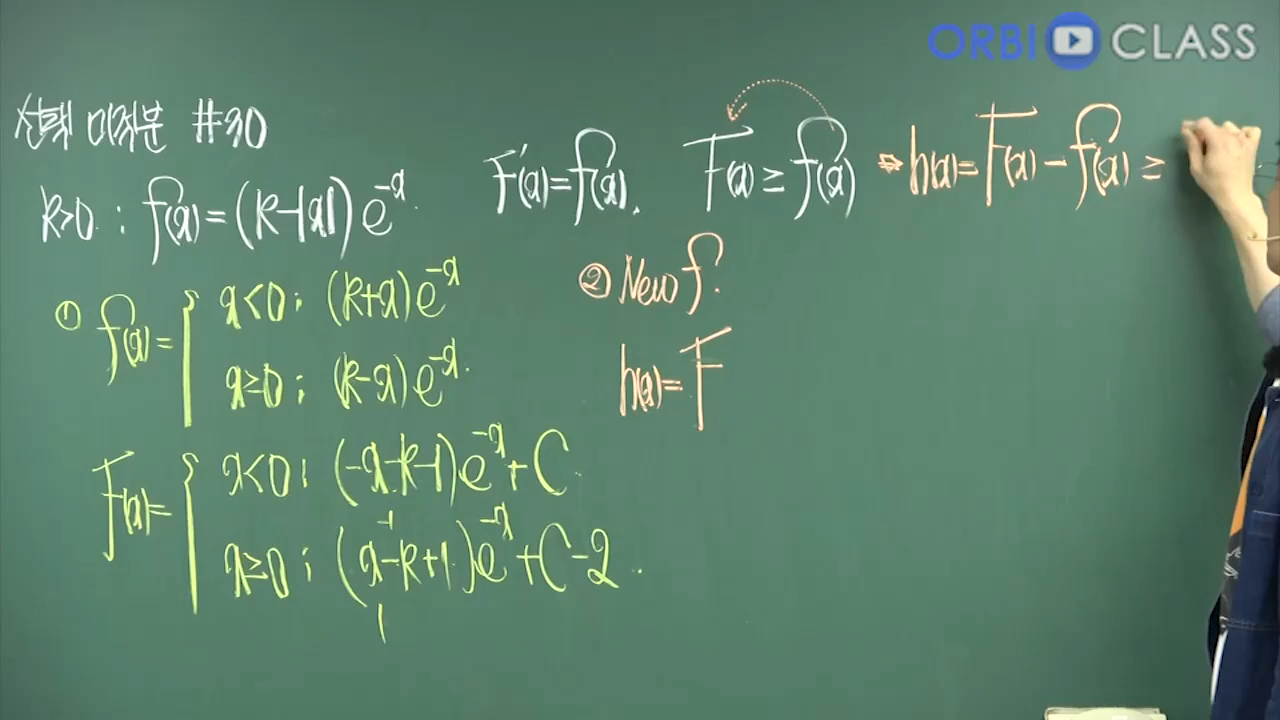 ORBI CLASS
선택 미적분 #30
k>0 : f(x)=(k-|x|)e^{-x}
F'(x)=f(x). F(x)≥f(x) ⇒ h(x)=F(x)-f(x)≥
① f(x)={ x<0 : (k+x)e^{-x}
x≥0 : (k-x)e^{-x}.
F(x)={ x<0 : (-x-k-1)e^{-x}+C.
-1
x≥0 : (x-k+1)e^{-x}+C-2.
② New f?
h(x)=F